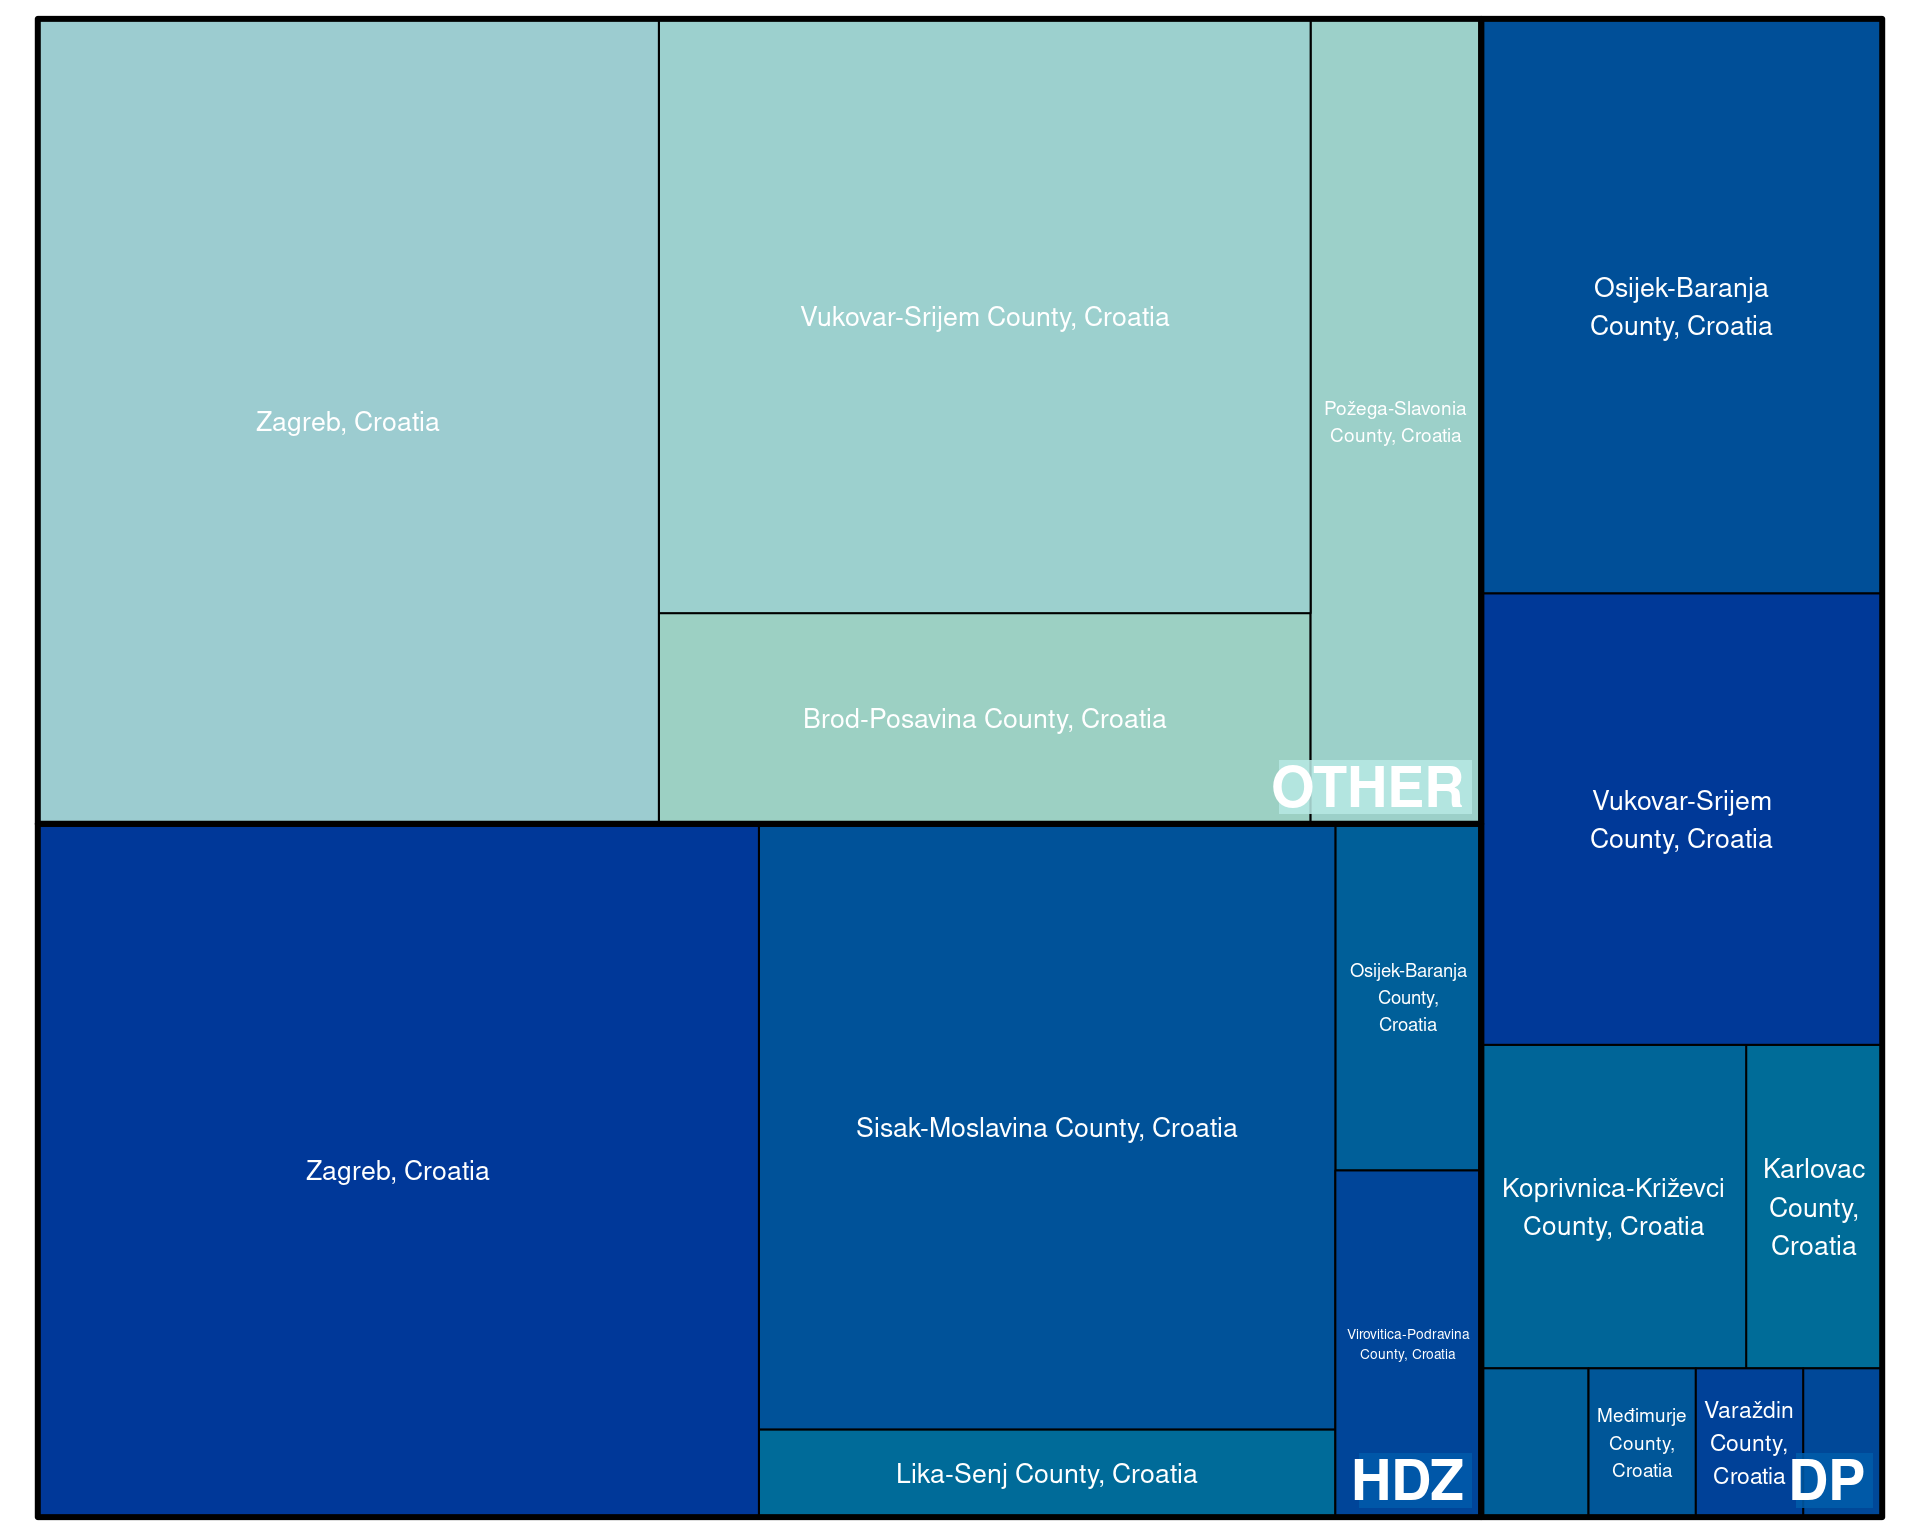 Zagreb, Croatia
Vukovar-Srijem County, Croatia
Požega-Slavonia
County, Croatia
Brod-Posavina County, Croatia
OTHER
Osijek-Baranja
County, Croatia
Vukovar-Srijem
County, Croatia
Zagreb, Croatia
Sisak-Moslavina County, Croatia
Osijek-Baranja
County,
Croatia
Virovitica-Podravina
County, Croatia
Lika-Senj County, Croatia
HDZ
Koprivnica-Križevci
County, Croatia
Karlovac
County,
Croatia
Međimurje
County,
Croatia
Varaždin
County,
Croatia
DP